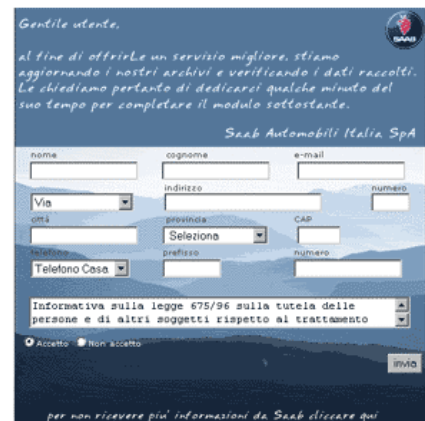 Gentile utente,
SAAB
al fine di offrirLe un servizio migliore, stiamo
aggiornando i nostri archivi e verificando i dati raccolti.
Le chiediamo pertanto di dedicarci qualche minuto del
suo tempo per completare il modulo sottostante.
Saab Automobili Italia SpA
nome cognome e-mail
indirizzo numero
Via
città provincia CAP
Seleziona
telefono prefisso numero
Telefono Casa
Informativa sulla legge 675/96 sulla tutela delle
persone e di altri soggetti rispetto al trattamento
Accetto Non accetto
invia
per non ricevere piu' informazioni da Saab cliccare qui